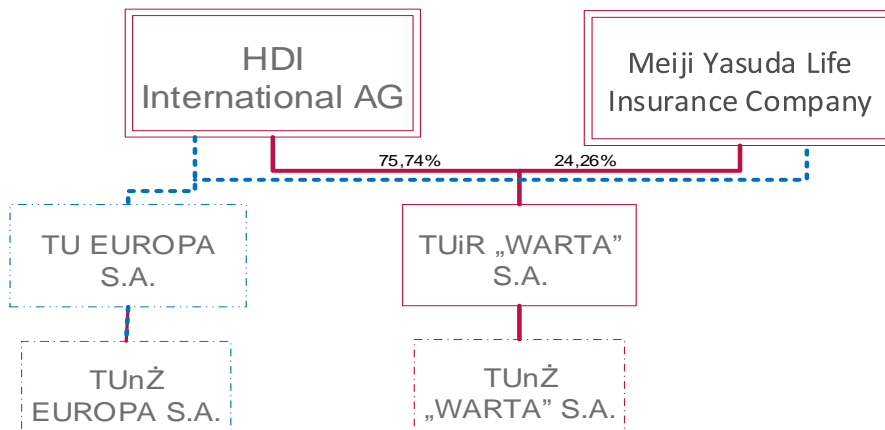 HDI
International AG
Meiji Yasuda Life
Insurance Company
75,74%
24,26%
TU EUROPA
S.A.
TUiR „WARTA”
S.A.
TUnŻ
EUROPA S.A.
TUnŻ
„WARTA” S.A.